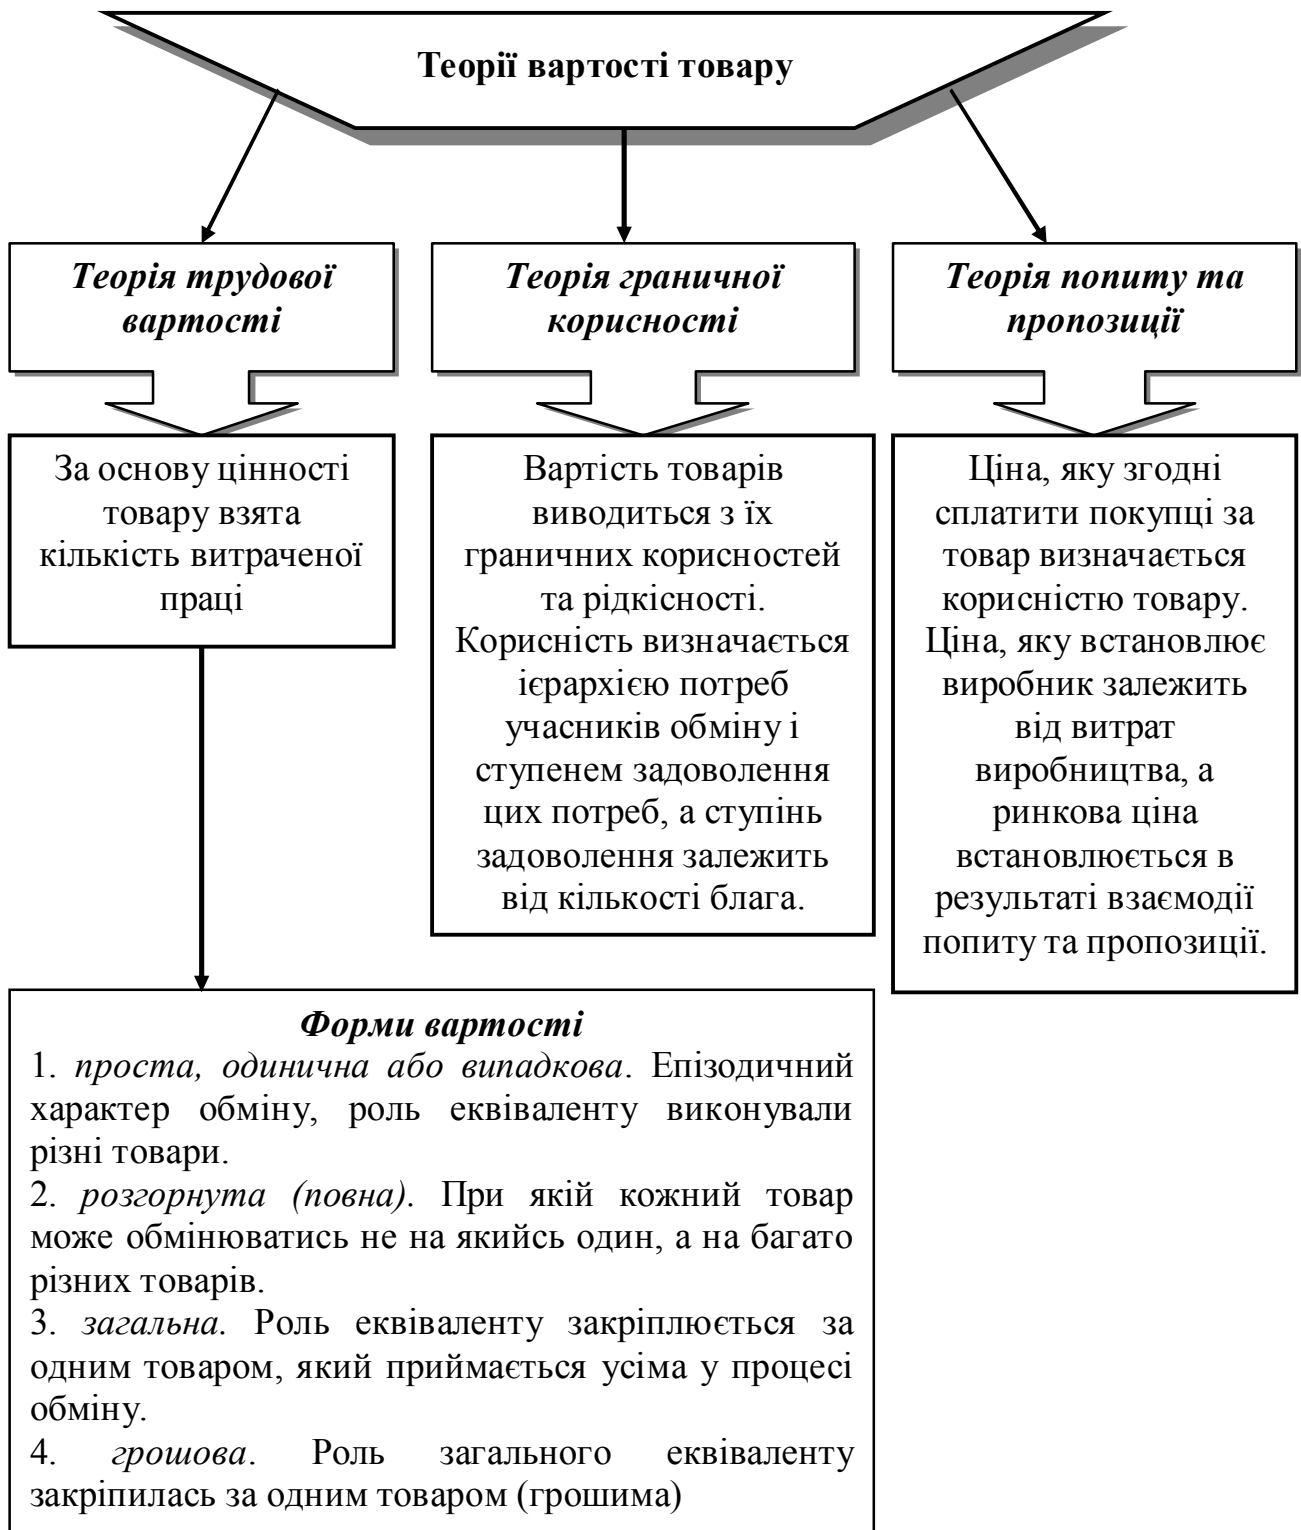 Теорії вартості товару
Теорія трудової
вартості
Теорія граничної
корисності
Теорія попиту та
пропозиції
За основу цінності
товару взята
кількість витраченої
праці
Вартість товарів
виводиться з їх
граничних корисностей
та рідкісності.
Корисність визначається
ієрархією потреб
учасників обміну і
ступенем задоволення
цих потреб, а ступінь
задоволення залежить
від кількості блага.
Ціна, яку згодні
сплатити покупці за
товар визначається
корисністю товару.
Ціна, яку встановлює
виробник залежить
від витрат
виробництва, а
ринкова ціна
встановлюється в
результаті взаємодії
попиту та пропозиції.
Форми вартості
1. проста, одинична або випадкова. Епізодичний
характер обміну, роль еквіваленту виконували
різні товари.
2. розгорнута (повна). При якій кожний товар
може обмінюватись не на якийсь один, а на багато
різних товарів.
3. загальна. Роль еквіваленту закріплюється за
одним товаром, який приймається усіма у процесі
обміну.
4. грошова. Роль загального еквіваленту
закріпилась за одним товаром (грошима)